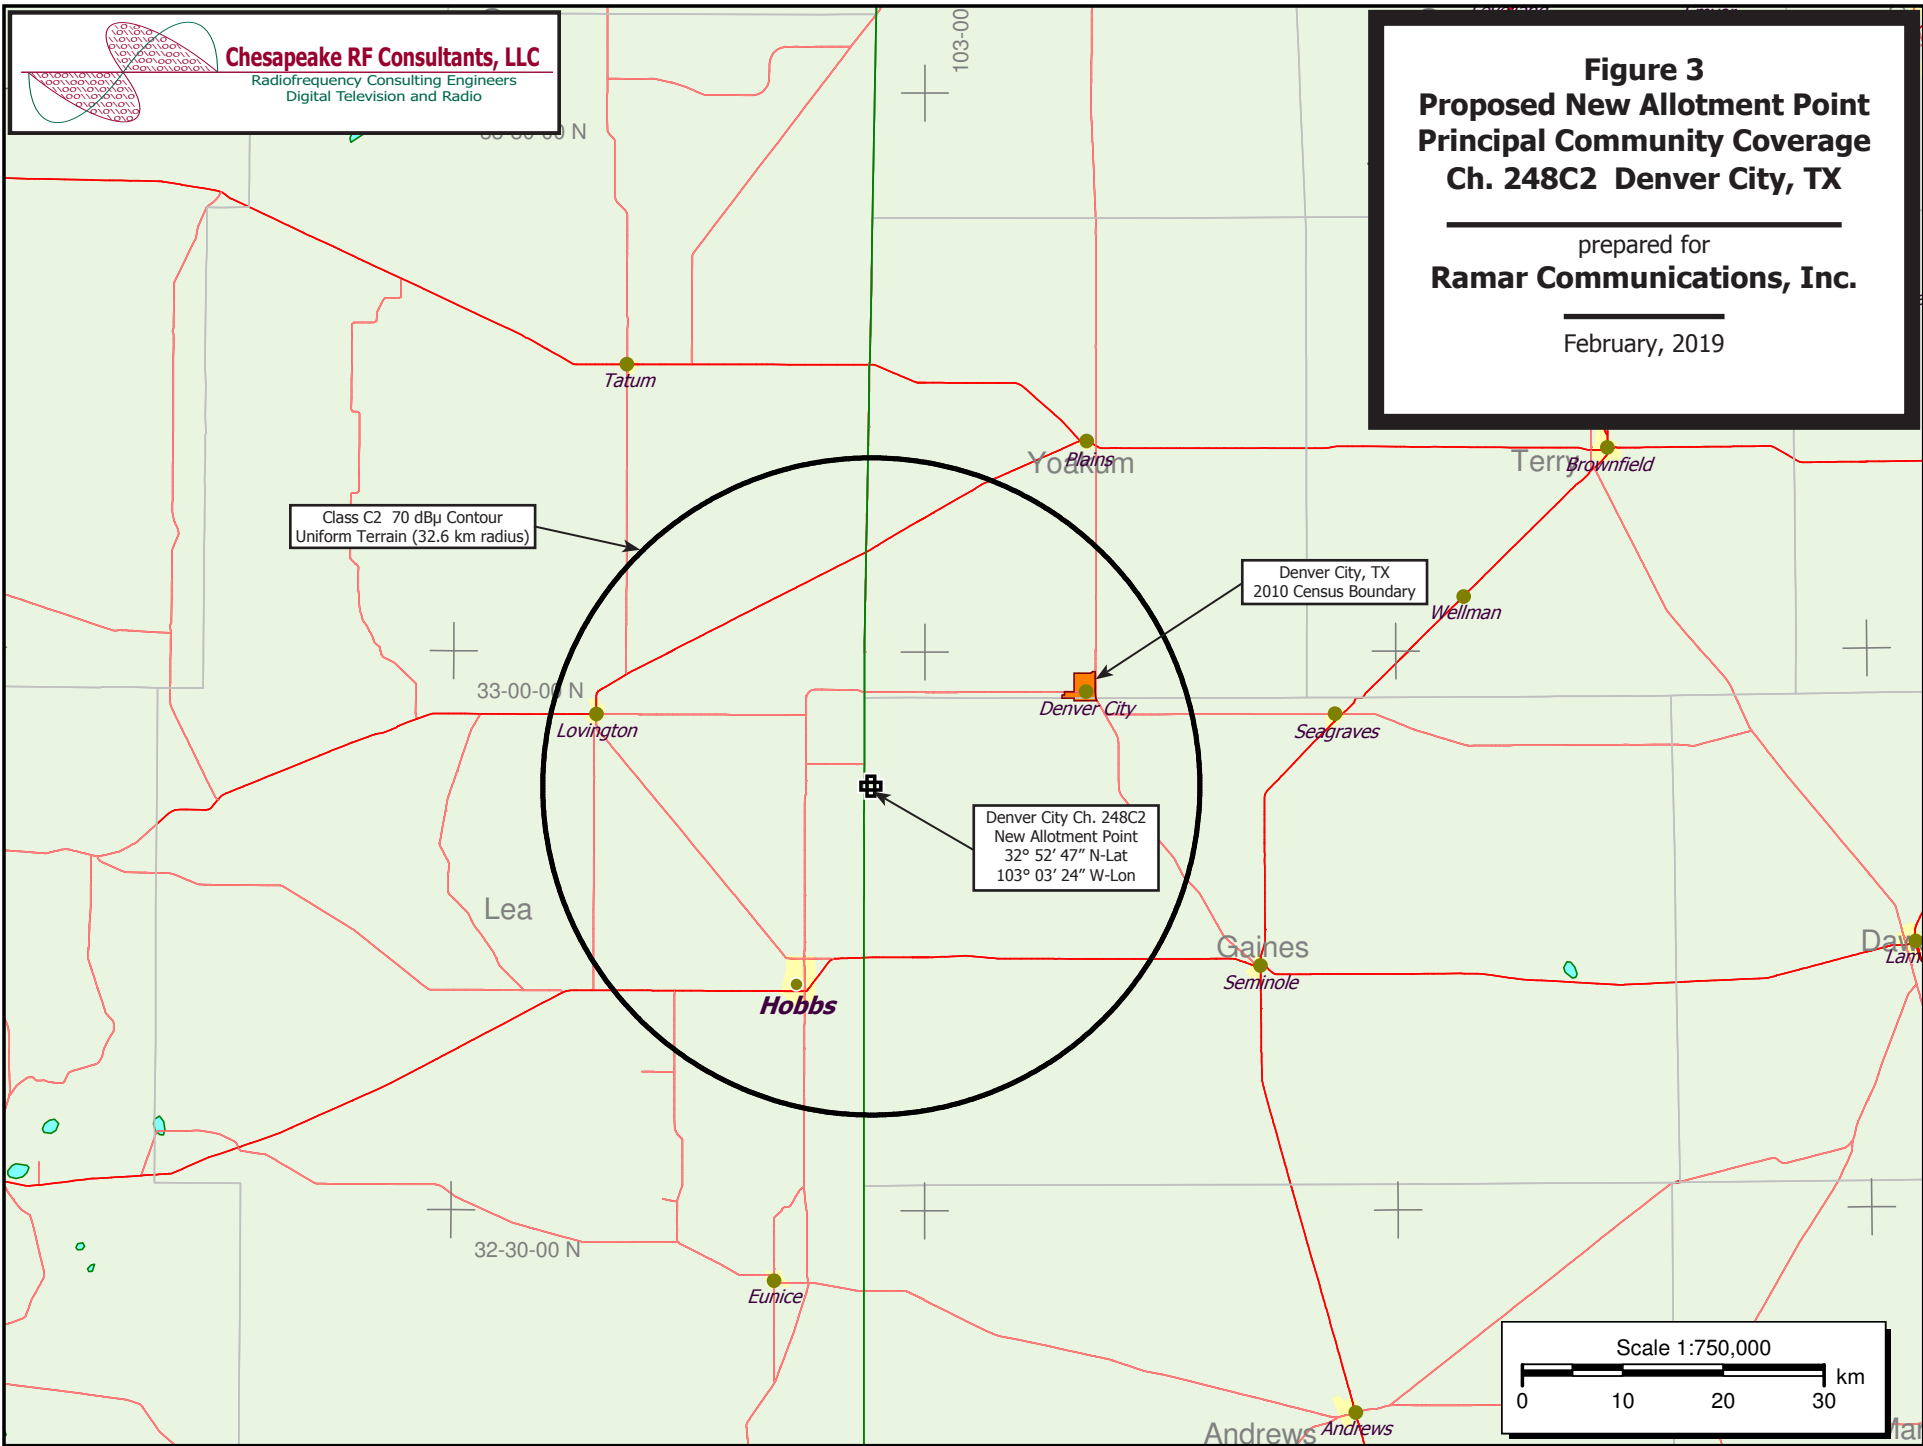 Chesapeake RF Consultants, LLC
Radiofrequency Consulting Engineers
Digital Television and Radio
Figure 3
Proposed New Allotment Point
Principal Community Coverage
Ch. 248C2 Denver City, TX
prepared for
Ramar Communications, Inc.
February, 2019
103-00
Tatum
Yoakum
Plains
Terry
Brownfield
Class C2 70 dBµ Contour
Uniform Terrain (32.6 km radius)
Denver City, TX
2010 Census Boundary
Wellman
33-00-00 N
Lovington
Denver City
Seagraves
Denver City Ch. 248C2
New Allotment Point
32° 52’ 47” N-Lat
103° 03’ 24” W-Lon
Lea
Gaines
Seminole
Daw
Lam
Hobbs
32-30-00 N
Eunice
Andrews
Andrews
Scale 1:750,000
0 10 20 30 km